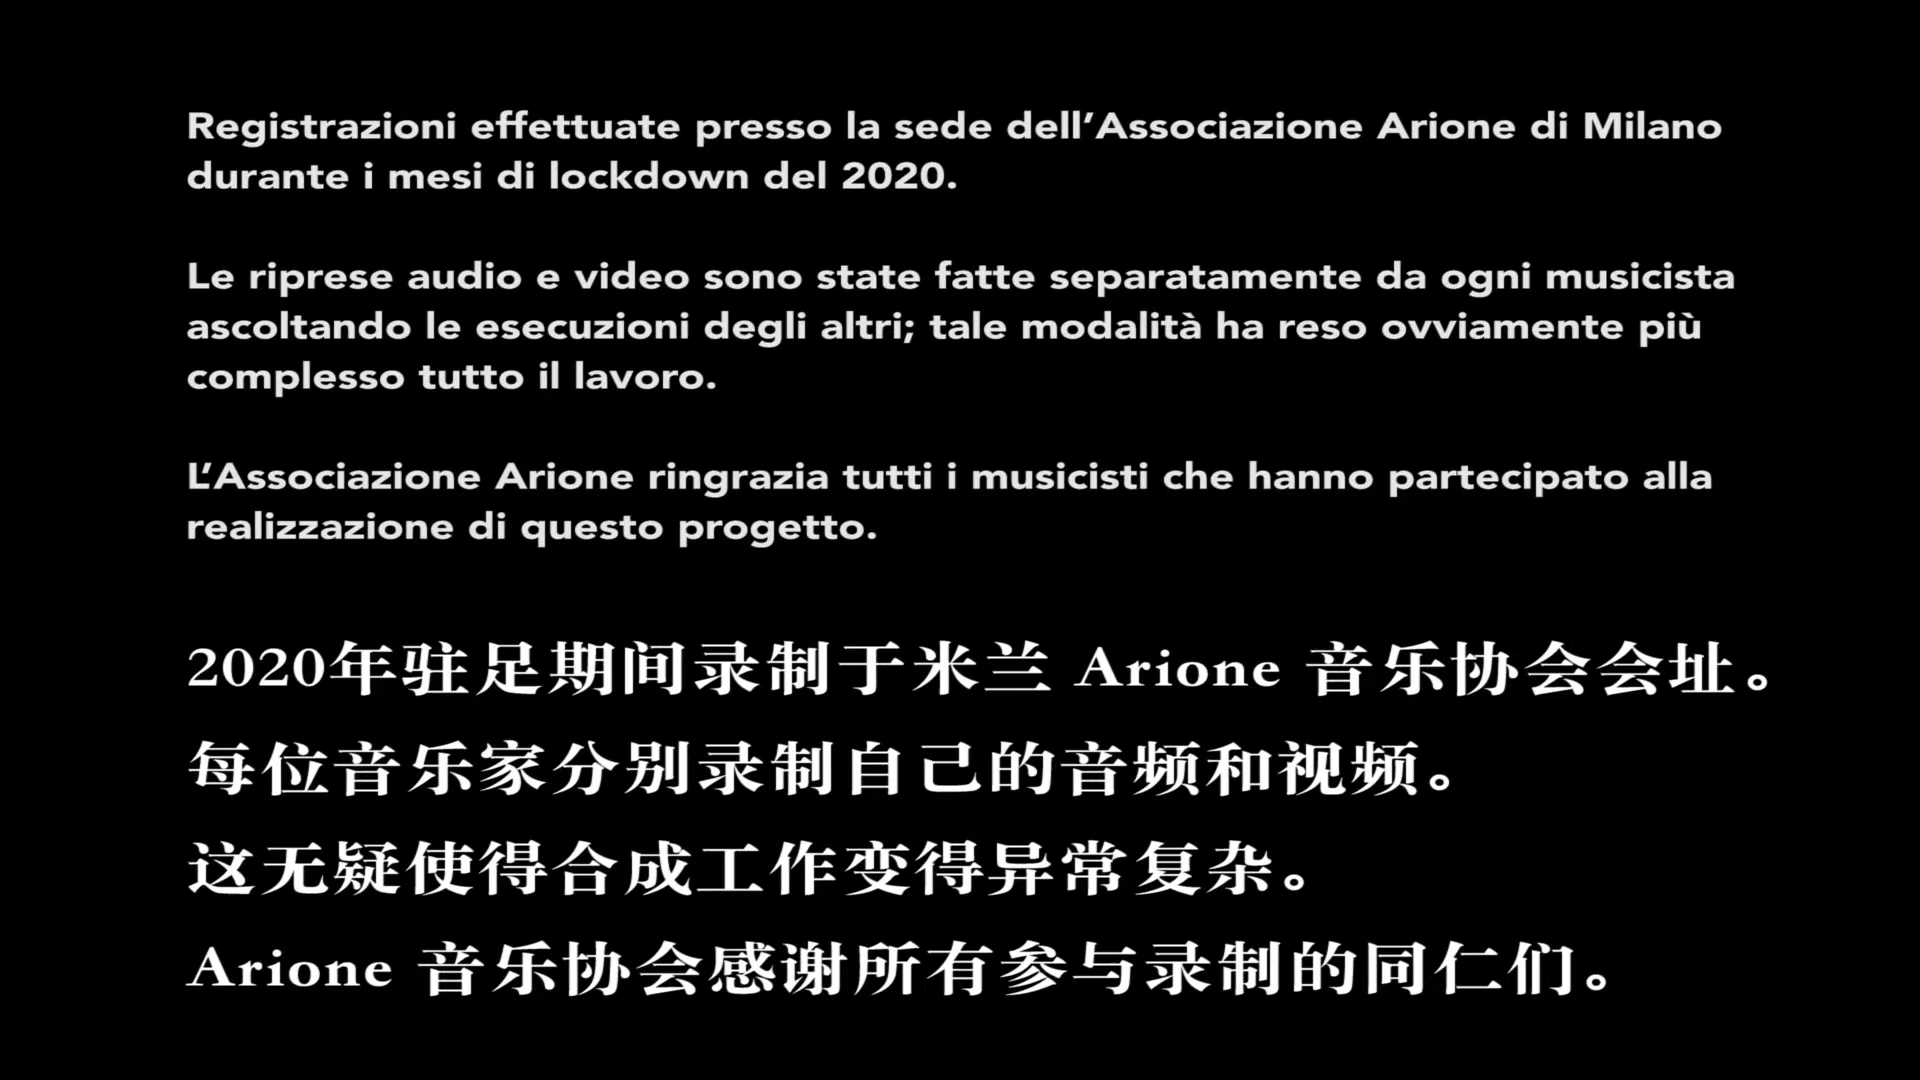 Registrazioni effettuate presso la sede dell’Associazione Arione di Milano
durante i mesi di lockdown del 2020.
Le riprese audio e video sono state fatte separatamente da ogni musicista
ascoltando le esecuzioni degli altri; tale modalità ha reso ovviamente più
complesso tutto il lavoro.
L’Associazione Arione ringrazia tutti i musicisti che hanno partecipato alla
realizzazione di questo progetto.
2020年驻足期间录制于米兰 Arione 音乐协会会址。
每位音乐家分别录制自己的音频和视频。
这无疑使得合成工作变得异常复杂。
Arione 音乐协会感谢所有参与录制的同仁们。